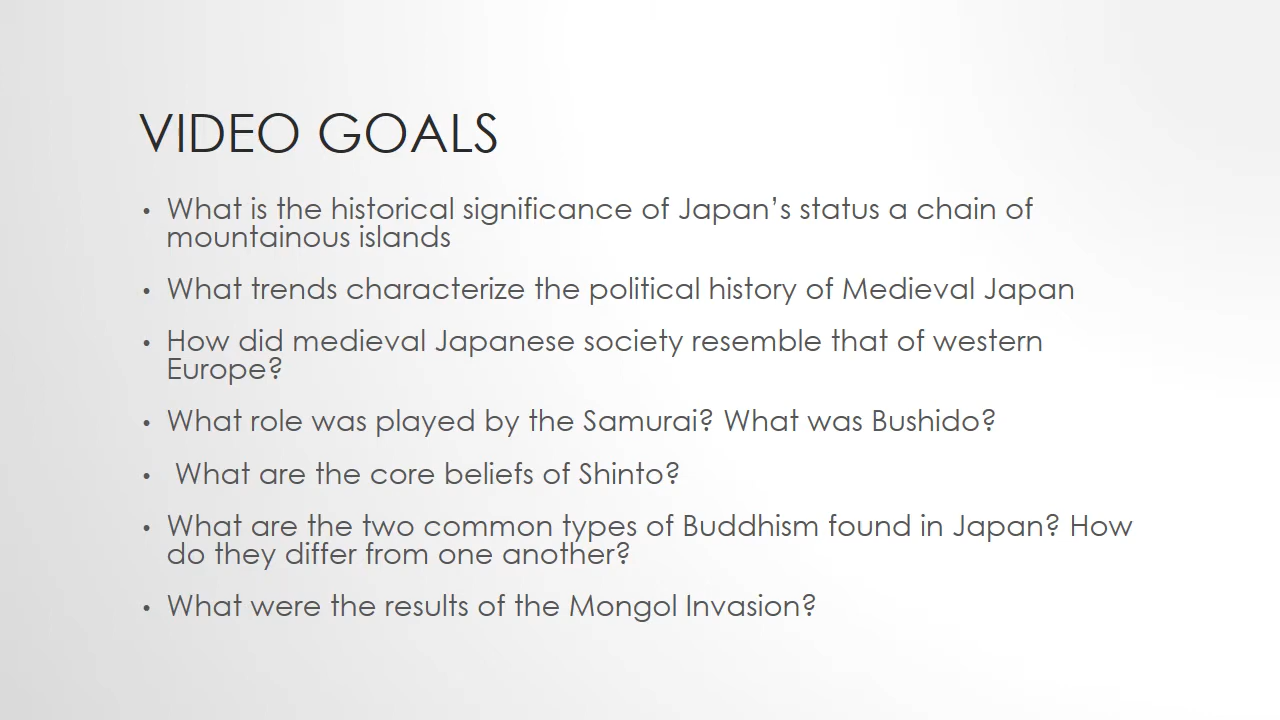 VIDEO GOALS
• What is the historical significance of Japan’s status a chain of
mountainous islands
• What trends characterize the political history of Medieval Japan
• How did medieval Japanese society resemble that of western
Europe?
• What role was played by the Samurai? What was Bushido?
• What are the core beliefs of Shinto?
• What are the two common types of Buddhism found in Japan? How
do they differ from one another?
• What were the results of the Mongol Invasion?